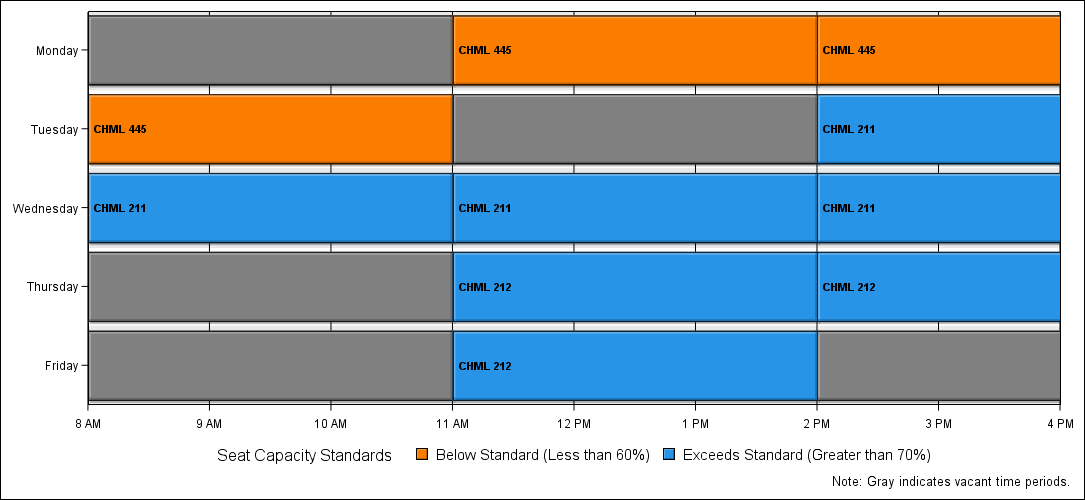 Monday
CHML 445
CHML 445
Tuesday
CHML 445
CHML 211
Wednesday
CHML 211
CHML 211
CHML 211
Thursday
CHML 212
CHML 212
Friday
CHML 212
8 AM 9 AM 10 AM 11 AM 12 PM 1 PM 2 PM 3 PM 4 PM
Seat Capacity Standards Below Standard (Less than 60%) Exceeds Standard (Greater than 70%)
Note: Gray indicates vacant time periods.